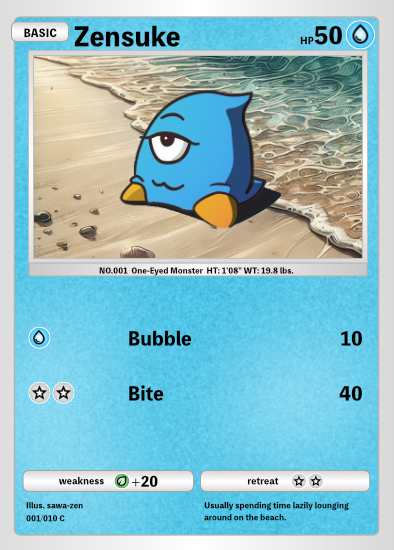 BASIC Zensuke HP50
NO.001 One-Eyed Monster HT: 1'08" WT: 19.8 lbs.
Bubble 10
Bite 40
weakness +20 retreat
Illus. sawa-zen
001/010 C
Usually spending time lazily lounging
around on the beach.